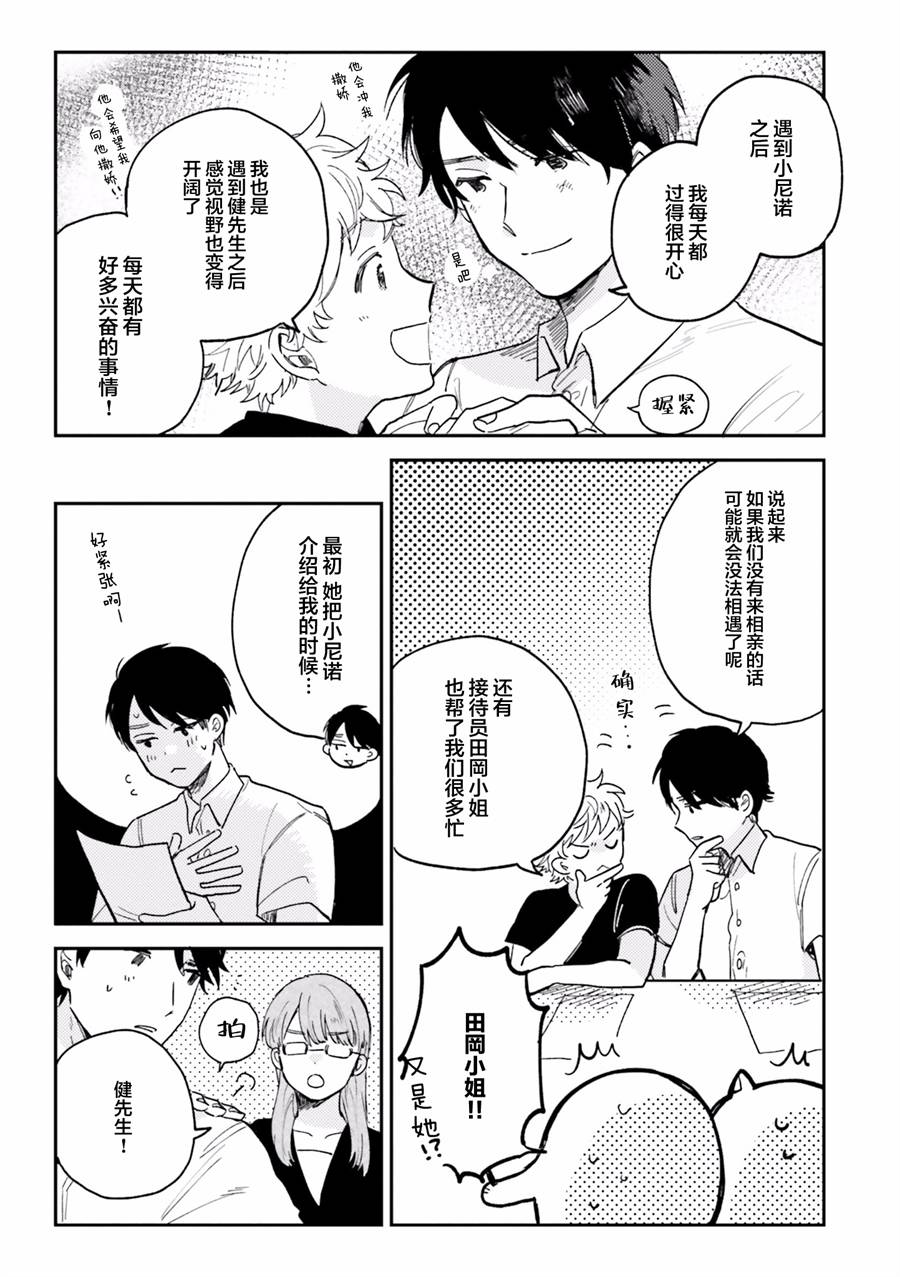 遇到小尼诺
之后
我每天都
过得很开心
他会冲我
撒娇
是吧
握紧
我也是
遇到健先生之后
感觉视野也变得
开阔了
他会希望我
向他撒娇!!
每天都有
好多兴奋的事情！
说起来
如果我们没有来相亲的话
可能就会没法相遇了呢
确实…
还有
接待员田岡小姐
也帮了我们很多忙
田岡小姐!!
又是她!?
最初 她把小尼诺
介绍给我的时候…
好紧张啊ー
拍
健先生！